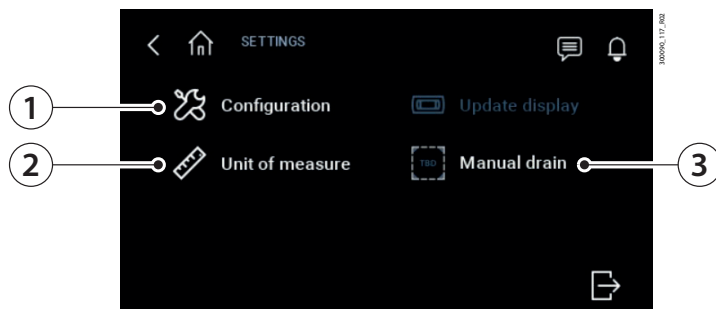 SETTINGS
300090_117_R02
1
Configuration
Update display
2
Unit of measure
TBD
Manual drain
3